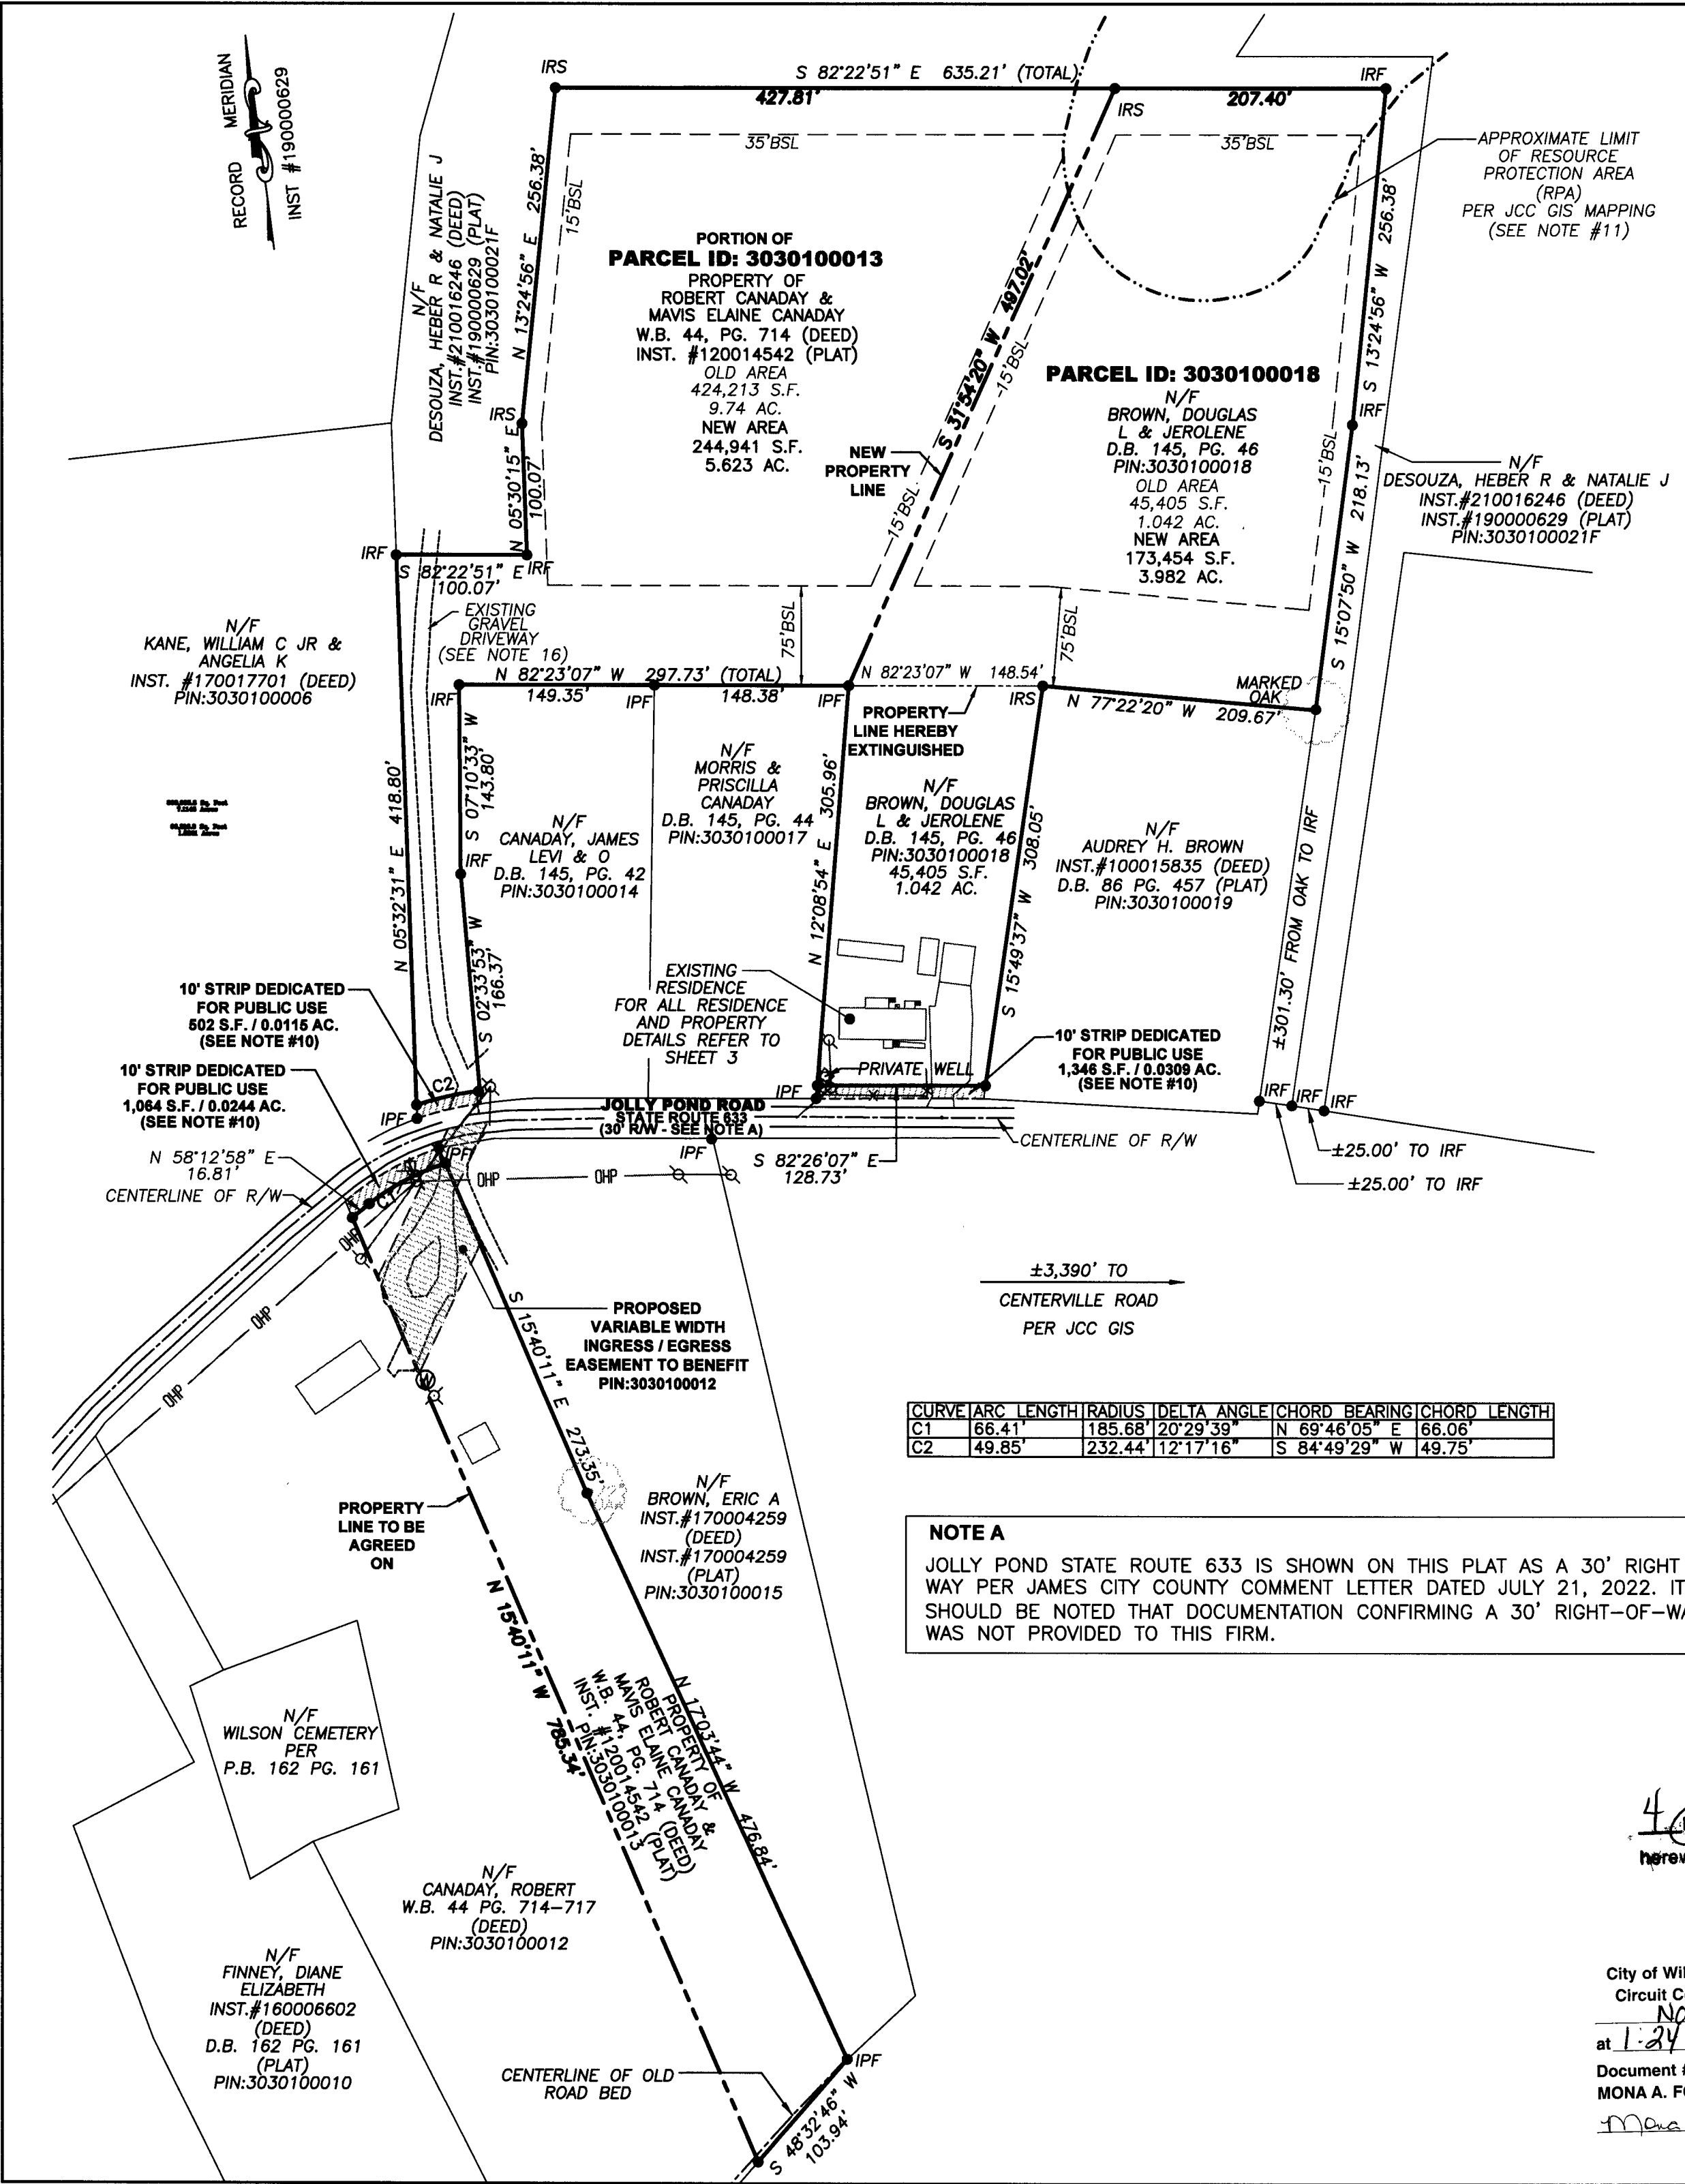 RECORD MERIDIAN
INST #190000629
IRS
S 82°22'51" E 635.21' (TOTAL)
427.81'
IRS
207.40'
IRF
35'BSL
35'BSL
APPROXIMATE LIMIT
OF RESOURCE
PROTECTION AREA
(RPA)
PER JCC GIS MAPPING
(SEE NOTE #11)
N/F
DESOUZA, HEBER R & NATALIE J
INST.#210016246 (DEED)
INST.#190000629 (PLAT)
PIN:3030100021F
N 13°24'56" E 256.38'
15'BSL
PORTION OF
PARCEL ID: 3030100013
PROPERTY OF
ROBERT CANADAY &
MAVIS ELAINE CANADAY
W.B. 44, PG. 714 (DEED)
INST. #120014542 (PLAT)
OLD AREA
424,213 S.F.
9.74 AC.
NEW AREA
244,941 S.F.
5.623 AC.
S 31°54'20" W 497.02'
15'BSL
15'BSL
NEW
PROPERTY
LINE
PARCEL ID: 3030100018
N/F
BROWN, DOUGLAS
L & JEROLENE
D.B. 145, PG. 46
PIN:3030100018
OLD AREA
45,405 S.F.
1.042 AC.
NEW AREA
173,454 S.F.
3.982 AC.
S 13°24'56" W 256.38'
IRF
15'BSL
S 15°07'50" W 218.13'
N/F
DESOUZA, HEBER R & NATALIE J
INST.#210016246 (DEED)
INST.#190000629 (PLAT)
PIN:3030100021F
IRS
N 05°30'15" E
100.07'
IRF
IRF
S 82°22'51" E
100.07'
EXISTING
GRAVEL
DRIVEWAY
(SEE NOTE 16)
75'BSL
75'BSL
N/F
KANE, WILLIAM C JR &
ANGELIA K
INST. #170017701 (DEED)
PIN:3030100006
N 82°23'07" W 297.73' (TOTAL)
IRF
149.35'
IPF
148.38'
IPF
N 82°23'07" W 148.54'
IRS
N 77°22'20" W 209.67'
MARKED
OAK
PROPERTY
LINE HEREBY
EXTINGUISHED
N 05°32'31" E 418.80'
S 07°10'33" W
143.80'
IRF
S 02°33'53" W
166.37'
N/F
CANADAY, JAMES
LEVI & O
D.B. 145, PG. 42
PIN:3030100014
N/F
MORRIS &
PRISCILLA
CANADAY
D.B. 145, PG. 44
PIN:3030100017
N 12°08'54" E 305.96'
N/F
BROWN, DOUGLAS
L & JEROLENE
D.B. 145, PG. 46
PIN:3030100018
45,405 S.F.
1.042 AC.
S 15°49'37" W 308.05'
N/F
AUDREY H. BROWN
INST.#100015835 (DEED)
D.B. 86 PG. 457 (PLAT)
PIN:3030100019
±301.30' FROM OAK TO IRF
10' STRIP DEDICATED
FOR PUBLIC USE
502 S.F. / 0.0115 AC.
(SEE NOTE #10)
10' STRIP DEDICATED
FOR PUBLIC USE
1,064 S.F. / 0.0244 AC.
(SEE NOTE #10)
EXISTING
RESIDENCE
FOR ALL RESIDENCE
AND PROPERTY
DETAILS REFER TO
SHEET 3
PRIVATE WELL
10' STRIP DEDICATED
FOR PUBLIC USE
1,346 S.F. / 0.0309 AC.
(SEE NOTE #10)
C2
IPF
IPF
JOLLY POND ROAD
STATE ROUTE 633
(30' R/W - SEE NOTE A)
IRF
IRF
IRF
CENTERLINE OF R/W
±25.00' TO IRF
±25.00' TO IRF
N 58°12'58" E
16.81'
CENTERLINE OF R/W
C1
IPF
IPF
S 82°26'07" E
128.73'
OHP
OHP
OHP
OHP
OHP
W
±3,390' TO
CENTERVILLE ROAD
PER JCC GIS
PROPOSED
VARIABLE WIDTH
INGRESS / EGRESS
EASEMENT TO BENEFIT
PIN:3030100012
S 15°40'11" E 273.35'
CURVE ARC LENGTH RADIUS DELTA ANGLE CHORD BEARING CHORD LENGTH
C1 66.41' 185.68' 20°29'39" N 69°46'05" E 66.06'
C2 49.85' 232.44' 12°17'16" S 84°49'29" W 49.75'
PROPERTY
LINE TO BE
AGREED
ON
N/F
BROWN, ERIC A
INST.#170004259
(DEED)
INST.#170004259
(PLAT)
PIN:3030100015
NOTE A
JOLLY POND STATE ROUTE 633 IS SHOWN ON THIS PLAT AS A 30' RIGHT
WAY PER JAMES CITY COUNTY COMMENT LETTER DATED JULY 21, 2022. IT
SHOULD BE NOTED THAT DOCUMENTATION CONFIRMING A 30' RIGHT-OF-WA
WAS NOT PROVIDED TO THIS FIRM.
N 15°40'11" W 785.34'
PROPERTY OF
ROBERT CANADAY &
MAVIS ELAINE CANADAY
W.B. 44, PG. 714 (DEED)
INST. #120014542 (PLAT)
PIN:3030100013
N 17°03'44" W 476.84'
N/F
WILSON CEMETERY
PER
P.B. 162 PG. 161
N/F
CANADAY, ROBERT
W.B. 44 PG. 714-717
(DEED)
PIN:3030100012
N/F
FINNEY, DIANE
ELIZABETH
INST.#160006602
(DEED)
D.B. 162 PG. 161
(PLAT)
PIN:3030100010
CENTERLINE OF OLD
ROAD BED
IPF
S 48°32'46" W
103.94'
4
herew
City of Wil
Circuit C
No
at 1:24
Document #
MONA A. FO
Mona